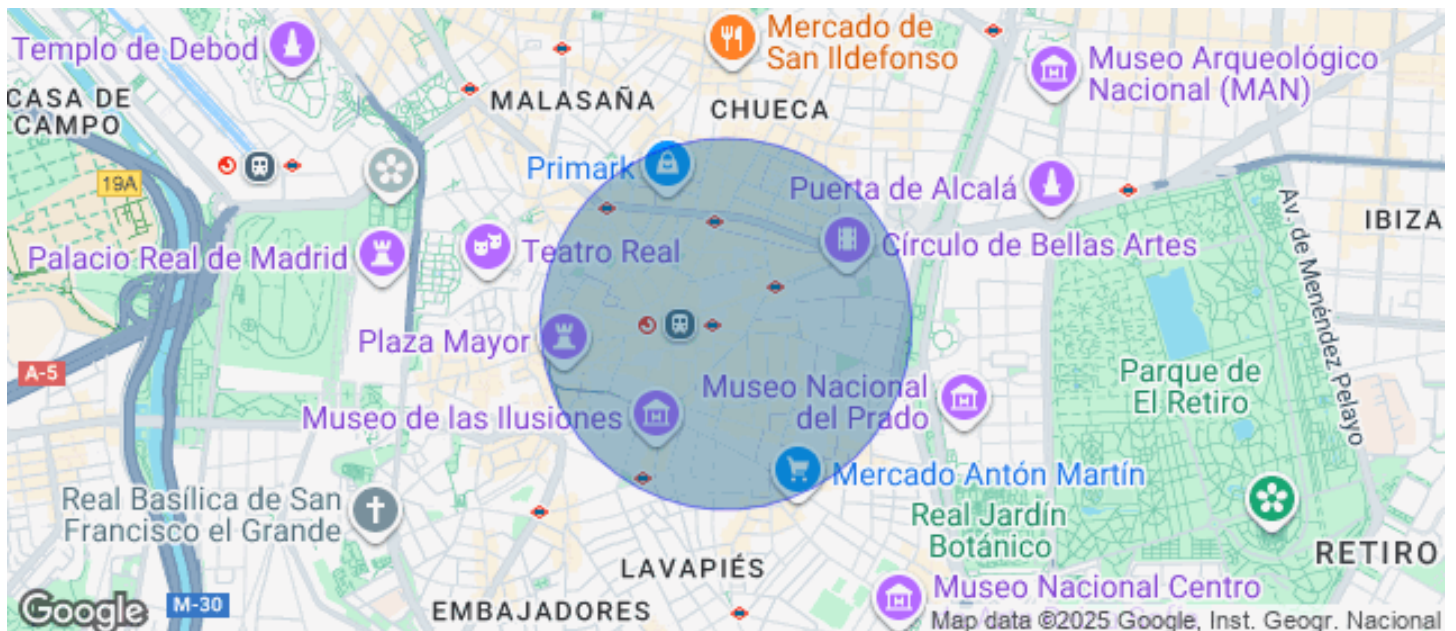 Templo de Debod
Mercado de
San Ildefonso
Museo Arqueológico
Nacional (MAN)
CASA DE
CAMPO
MALASAÑA
CHUECA
Primark
19A
Puerta de Alcalá
IBIZA
Palacio Real de Madrid
Teatro Real
Círculo de Bellas Artes
Av. de Menéndez Pelayo
Plaza Mayor
A-5
Museo Nacional
del Prado
Parque de
El Retiro
Museo de las Ilusiones
Mercado Antón Martín
Real Basílica de San
Francisco el Grande
Real Jardín
Botánico
RETIRO
LAVAPIÉS
Museo Nacional Centro
EMBAJADORES
Google
M-30
Map data ©2025 Google, Inst. Geogr. Nacional